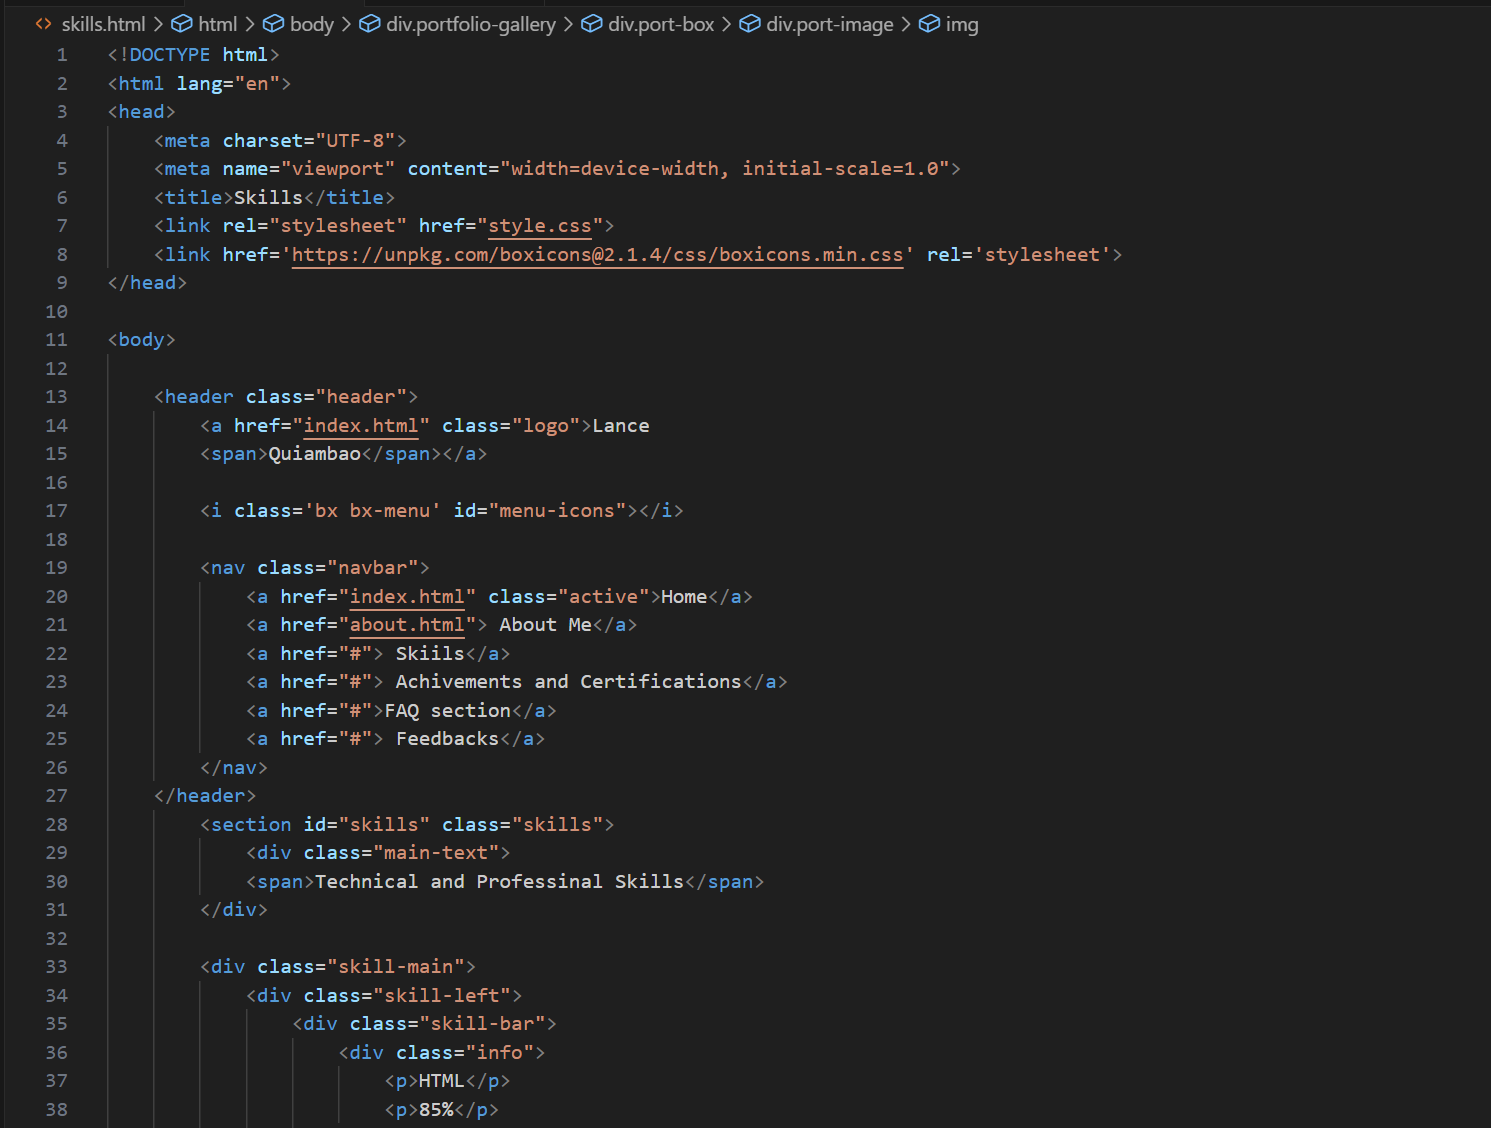 skills.html > html > body > div.portfolio-gallery > div.port-box > div.port-image > img
1 <!DOCTYPE html>
2 <html lang="en">
3 <head>
4 <meta charset="UTF-8">
5 <meta name="viewport" content="width=device-width, initial-scale=1.0">
6 <title>Skills</title>
7 <link rel="stylesheet" href="style.css">
8 <link href='https://unpkg.com/boxicons@2.1.4/css/boxicons.min.css' rel='stylesheet'>
9 </head>
10
11 <body>
12
13 <header class="header">
14 <a href="index.html" class="logo">Lance
15 <span>Quiambao</span></a>
16
17 <i class='bx bx-menu' id="menu-icons"></i>
18
19 <nav class="navbar">
20 <a href="index.html" class="active">Home</a>
21 <a href="about.html"> About Me</a>
22 <a href="#"> Skiils</a>
23 <a href="#"> Achivements and Certifications</a>
24 <a href="#">FAQ section</a>
25 <a href="#"> Feedbacks</a>
26 </nav>
27 </header>
28 <section id="skills" class="skills">
29 <div class="main-text">
30 <span>Technical and Professinal Skills</span>
31 </div>
32
33 <div class="skill-main">
34 <div class="skill-left">
35 <div class="skill-bar">
36 <div class="info">
37 <p>HTML</p>
38 <p>85%</p>